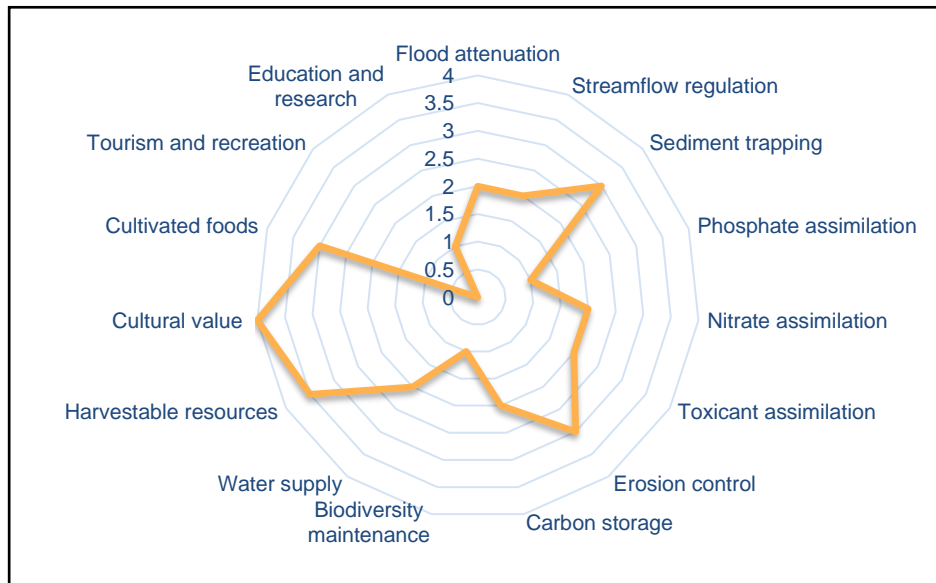 Flood attenuation
Streamflow regulation
Sediment trapping
Phosphate assimilation
Nitrate assimilation
Toxicant assimilation
Erosion control
Carbon storage
Biodiversity
maintenance
Water supply
Harvestable resources
Cultural value
Cultivated foods
Tourism and recreation
Education and
research
4
3.5
3
2.5
2
1.5
1
0.5
0